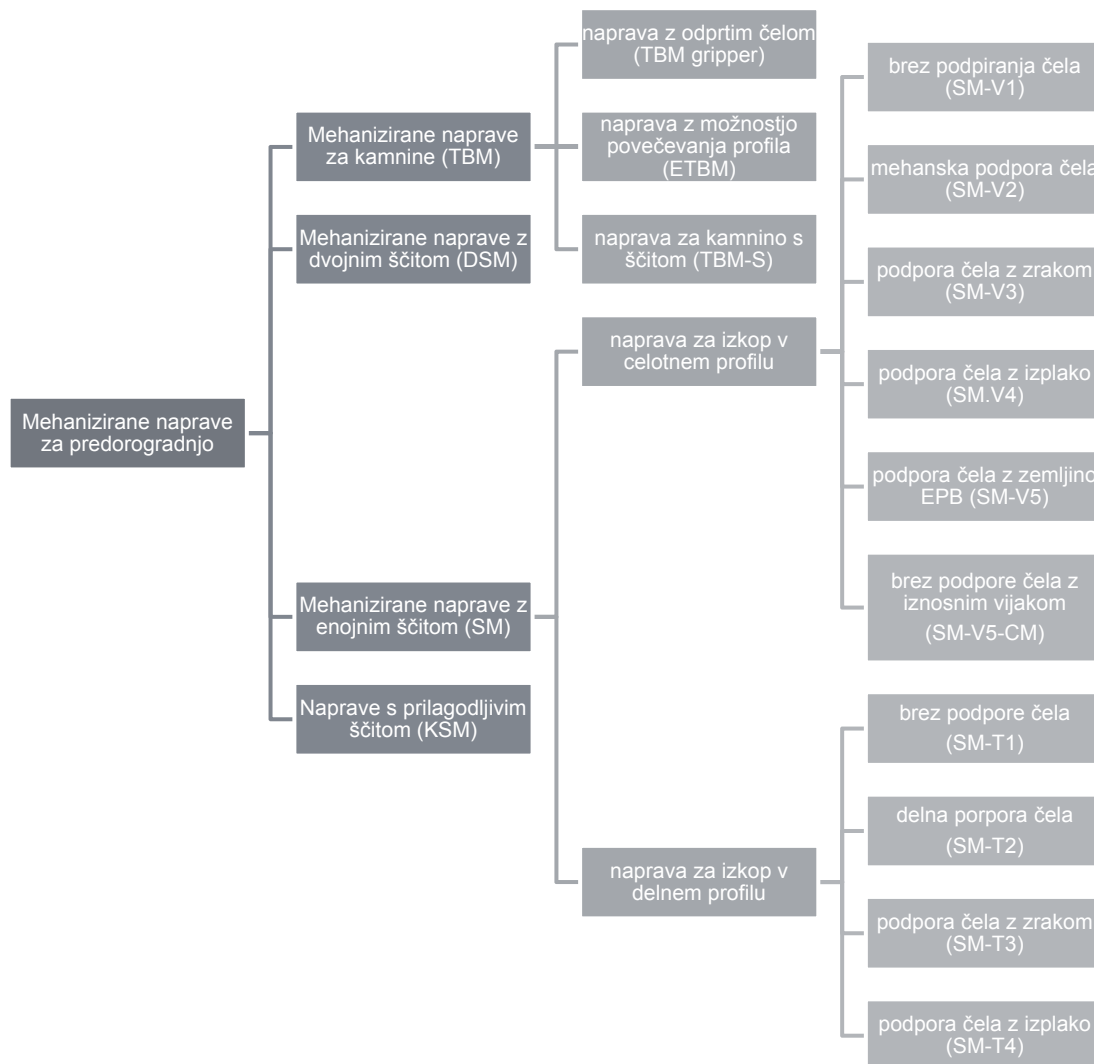 Mehanizirane naprave
za predorogradnjo
Mehanizirane naprave
za kamnine (TBM)
naprava z odprtim čelom
(TBM gripper)
naprava z možnostjo
povečevanja profila
(ETBM)
naprava za kamnino s
ščitom (TBM-S)
Mehanizirane naprave z
dvojnim ščitom (DSM)
Mehanizirane naprave z
enojnim ščitom (SM)
naprava za izkop v
celotnem profilu
brez podpiranja čela
(SM-V1)
mehanska podpora čela
(SM-V2)
podpora čela z zrakom
(SM-V3)
podpora čela z izplako
(SM.V4)
podpora čela z zemljino
EPB (SM-V5)
brez podpore čela z
iznosnim vijakom
(SM-V5-CM)
naprava za izkop v
delnem profilu
brez podpore čela
(SM-T1)
delna porpora čela
(SM-T2)
podpora čela z zrakom
(SM-T3)
podpora čela z izplako
(SM-T4)
Naprave s prilagodljivim
ščitom (KSM)